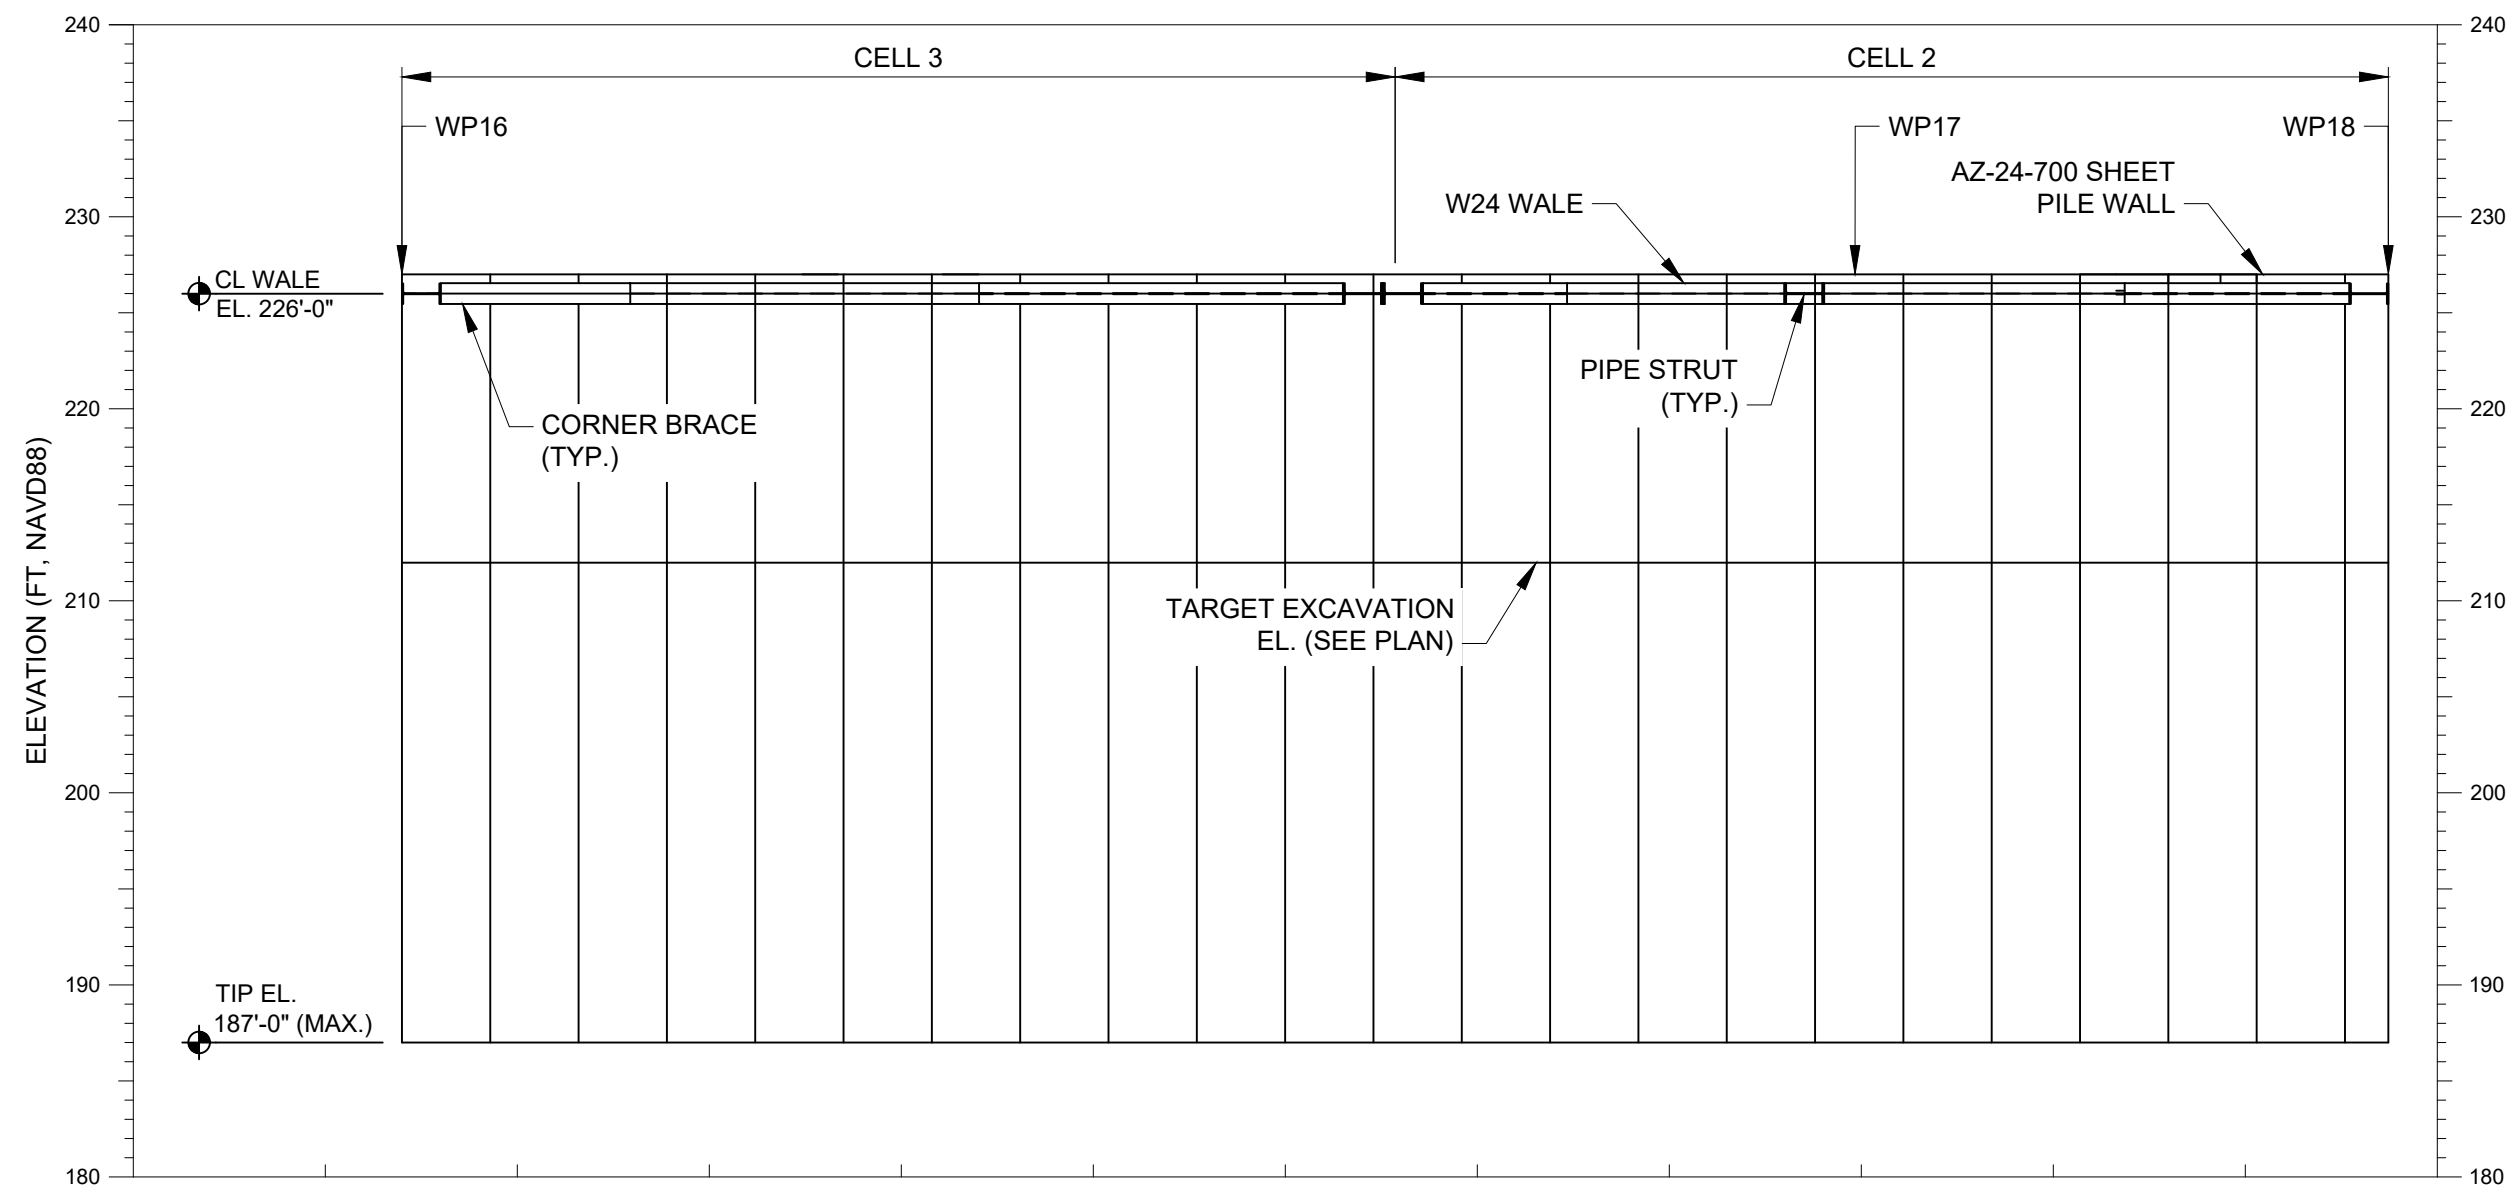 240
240
CELL 3
CELL 2
WP16
WP17
WP18
AZ-24-700 SHEET
PILE WALL
W24 WALE
230
230
CL WALE
EL. 226'-0"
PIPE STRUT
(TYP.)
220
220
CORNER BRACE
(TYP.)
ELEVATION (FT, NAVD88)
210
210
TARGET EXCAVATION
EL. (SEE PLAN)
200
200
190
190
TIP EL.
187'-0" (MAX.)
180
180